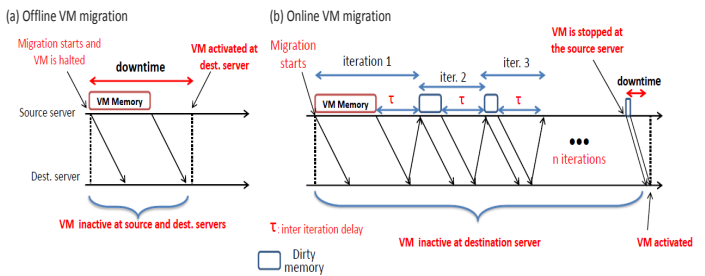 (a) Offline VM migration
Migration starts and
VM is halted
downtime
VM activated at
dest. server
VM Memory
Source server
Dest. server
VM inactive at source and dest. servers
(b) Online VM migration
Migration
starts
iteration 1
iter. 2
iter. 3
VM is stopped at
the source server
downtime
VM Memory
τ
τ
τ
•••
n iterations
τ: inter iteration delay
Dirty
memory
VM inactive at destination server
VM activated